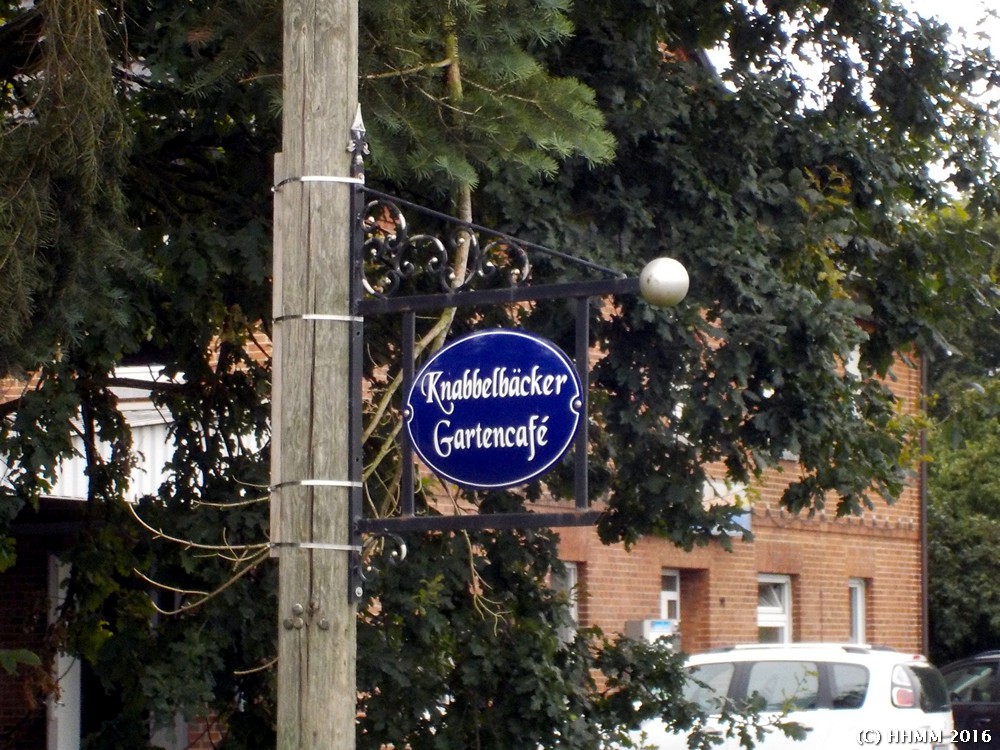 Knabbelbäcker
Gartencafé
(C) HHMM 2016